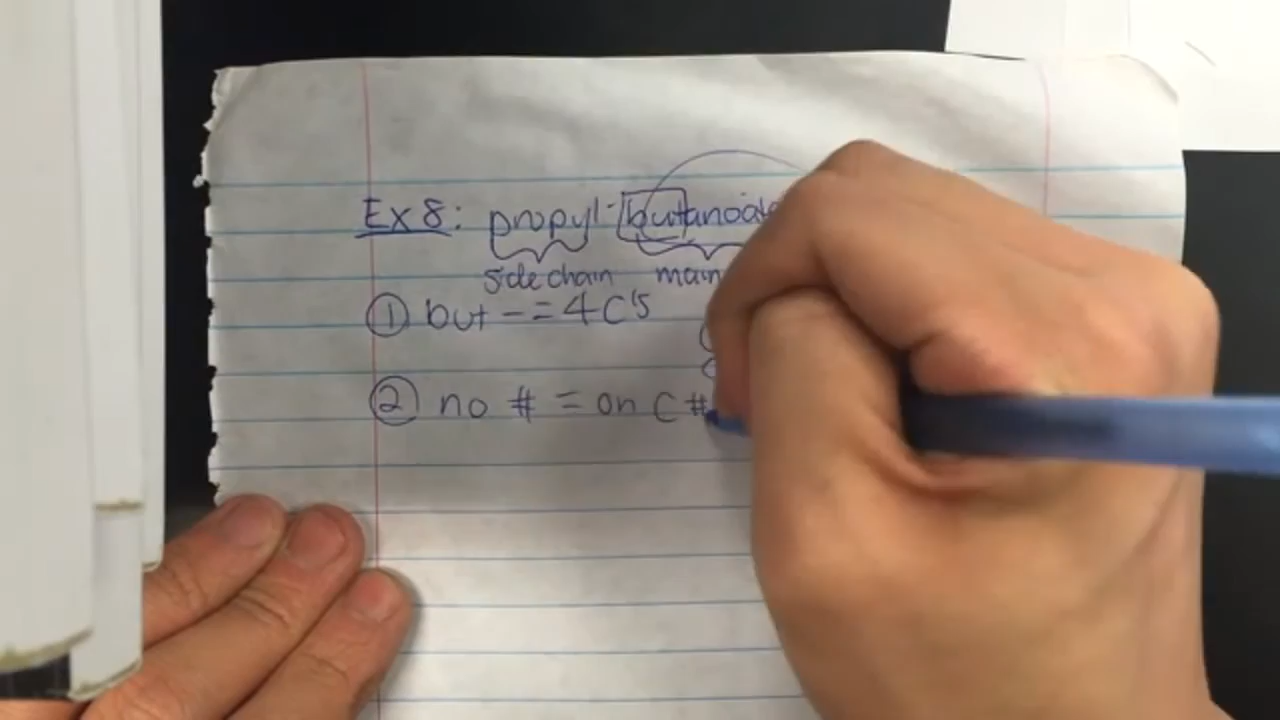 Ex 8: propyl-butanoate
side chain main
① but - = 4 C's
② no # = on C #